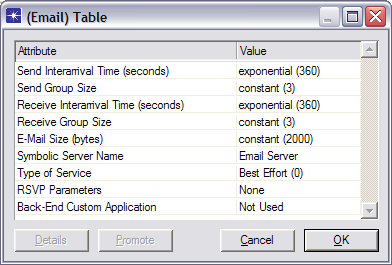 (Email) Table
Attribute Value
Send Interarrival Time (seconds) exponential (360)
Send Group Size constant (3)
Receive Interarrival Time (seconds) exponential (360)
Receive Group Size constant (3)
E-Mail Size (bytes) constant (2000)
Symbolic Server Name Email Server
Type of Service Best Effort (0)
RSVP Parameters None
Back-End Custom Application Not Used
Details Promote Cancel OK